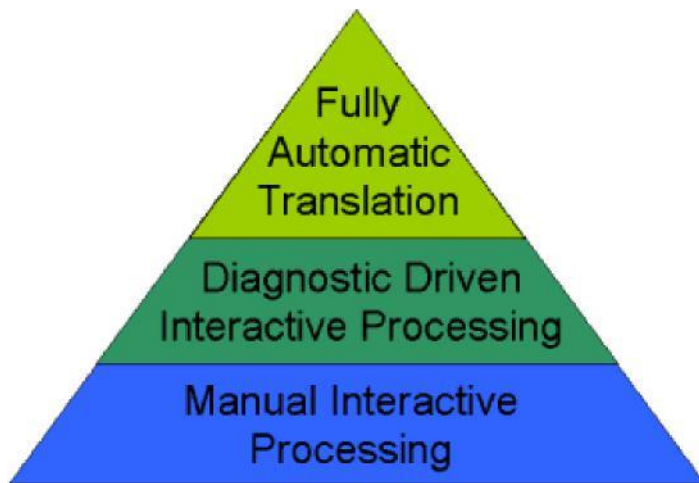 Fully
Automatic
Translation
Diagnostic Driven
Interactive Processing
Manual Interactive
Processing